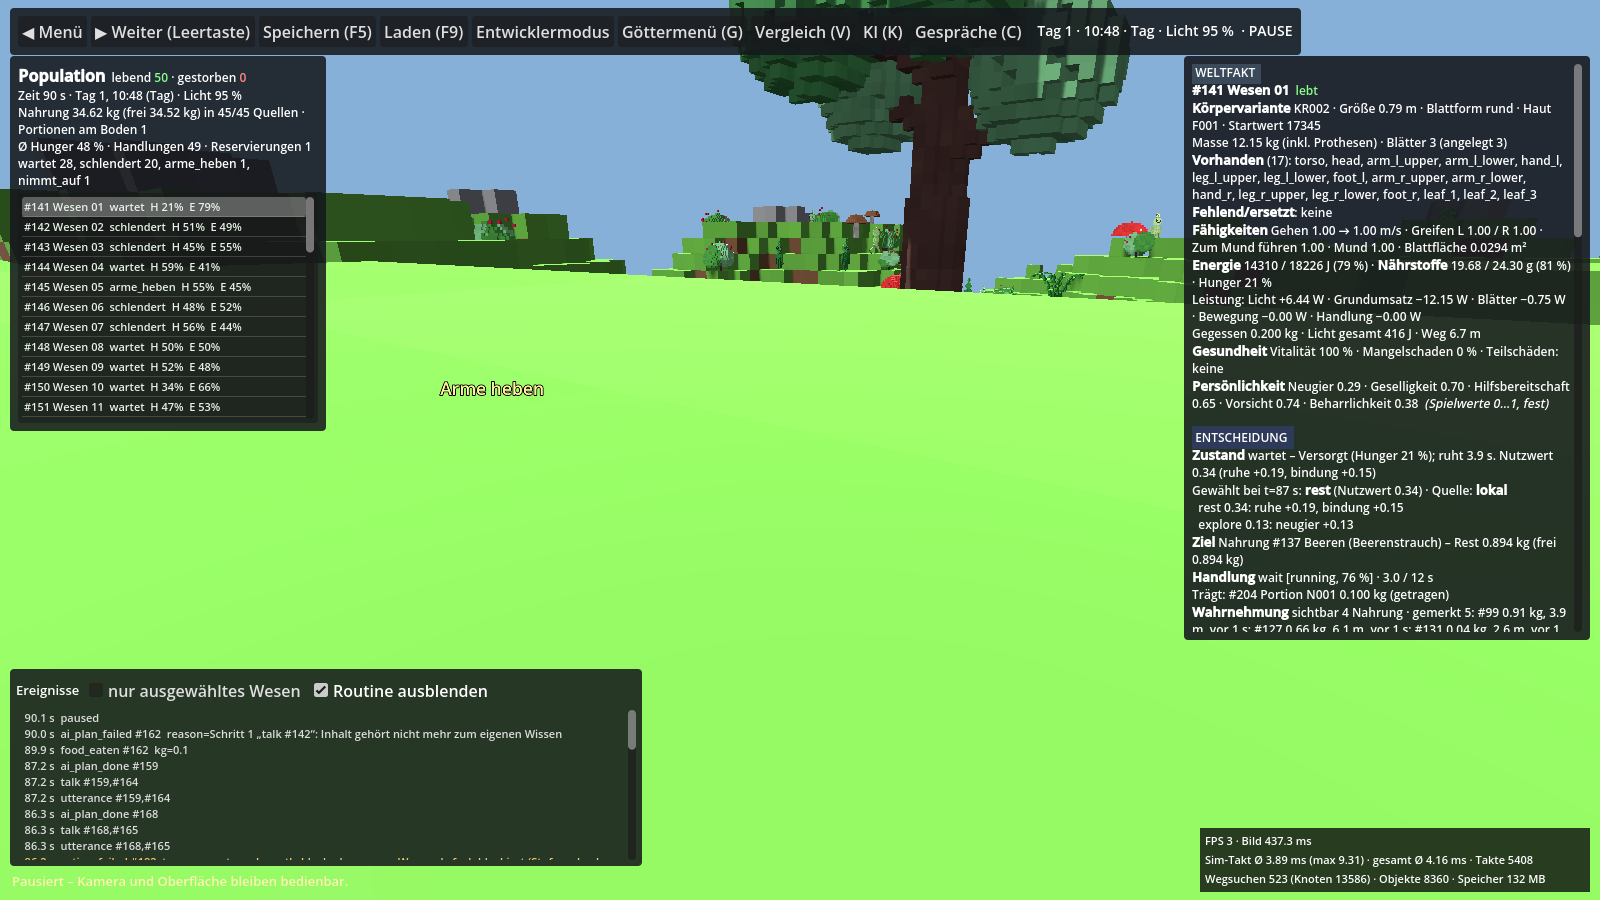 ◀ Menü ▶ Weiter (Leertaste) Speichern (F5) Laden (F9) Entwicklermodus Göttermenü (G) Vergleich (V) KI (K) Gespräche (C) Tag 1 · 10:48 · Tag · Licht 95 % · PAUSE
Population lebend 50 · gestorben 0
Zeit 90 s · Tag 1, 10:48 (Tag) · Licht 95 %
Nahrung 34.62 kg (frei 34.52 kg) in 45/45 Quellen ·
Portionen am Boden 1
Ø Hunger 48 % · Handlungen 49 · Reservierungen 1
wartet 28, schlendert 20, arme_heben 1,
nimmt_auf 1
#141 Wesen 01 wartet H 21% E 79%
#142 Wesen 02 schlendert H 51% E 49%
#143 Wesen 03 schlendert H 45% E 55%
#144 Wesen 04 wartet H 59% E 41%
#145 Wesen 05 arme_heben H 55% E 45%
#146 Wesen 06 schlendert H 48% E 52%
#147 Wesen 07 schlendert H 56% E 44%
#148 Wesen 08 wartet H 50% E 50%
#149 Wesen 09 wartet H 52% E 48%
#150 Wesen 10 wartet H 34% E 66%
#151 Wesen 11 wartet H 47% E 53%
WELTFAKT
#141 Wesen 01 lebt
Körpervariante KR002 · Größe 0.79 m · Blattform rund · Haut
F001 · Startwert 17345
Masse 12.15 kg (inkl. Prothesen) · Blätter 3 (angelegt 3)
Vorhanden (17): torso, head, arm_l_upper, arm_l_lower, hand_l,
leg_l_upper, leg_l_lower, foot_l, arm_r_upper, arm_r_lower,
hand_r, leg_r_upper, leg_r_lower, foot_r, leaf_1, leaf_2, leaf_3
Fehlend/ersetzt: keine
Fähigkeiten Gehen 1.00 → 1.00 m/s · Greifen L 1.00 / R 1.00 ·
Zum Mund führen 1.00 · Mund 1.00 · Blattfläche 0.0294 m²
Energie 14310 / 18226 J (79 %) · Nährstoffe 19.68 / 24.30 g (81 %)
· Hunger 21 %
Leistung: Licht +6.44 W · Grundumsatz −12.15 W · Blätter −0.75 W
· Bewegung −0.00 W · Handlung −0.00 W
Gegessen 0.200 kg · Licht gesamt 416 J · Weg 6.7 m
Gesundheit Vitalität 100 % · Mangelschaden 0 % · Teilschäden:
keine
Persönlichkeit Neugier 0.29 · Geselligkeit 0.70 · Hilfsbereitschaft
0.65 · Vorsicht 0.74 · Beharrlichkeit 0.38 (Spielwerte 0…1, fest)
ENTSCHEIDUNG
Zustand wartet – Versorgt (Hunger 21 %); ruht 3.9 s. Nutzwert
0.34 (ruhe +0.19, bindung +0.15)
Gewählt bei t=87 s: rest (Nutzwert 0.34) · Quelle: lokal
rest 0.34: ruhe +0.19, bindung +0.15
explore 0.13: neugier +0.13
Ziel Nahrung #137 Beeren (Beerenstrauch) – Rest 0.894 kg (frei
0.894 kg)
Handlung wait [running, 76 %] · 3.0 / 12 s
Trägt: #204 Portion N001 0.100 kg (getragen)
Wahrnehmung sichtbar 4 Nahrung · gemerkt 5: #99 0.91 kg, 3.9
m, vor 1 s; #127 0.66 kg, 6.1 m, vor 1 s; #131 0.04 kg, 2.6 m, vor 1
Arme heben
Ereignisse nur ausgewähltes Wesen Routine ausblenden
90.1 s paused
90.0 s ai_plan_failed #162 reason=Schritt 1 „talk #142“: Inhalt gehört nicht mehr zum eigenen Wissen
89.9 s food_eaten #162 kg=0.1
87.2 s ai_plan_done #159
87.2 s talk #159,#164
87.2 s utterance #159,#164
86.3 s ai_plan_done #168
86.3 s talk #168,#165
86.3 s utterance #168,#165
Pausiert – Kamera und Oberfläche bleiben bedienbar.
FPS 3 · Bild 437.3 ms
Sim-Takt Ø 3.89 ms (max 9.31) · gesamt Ø 4.16 ms · Takte 5408
Wegsuchen 523 (Knoten 13586) · Objekte 8360 · Speicher 132 MB